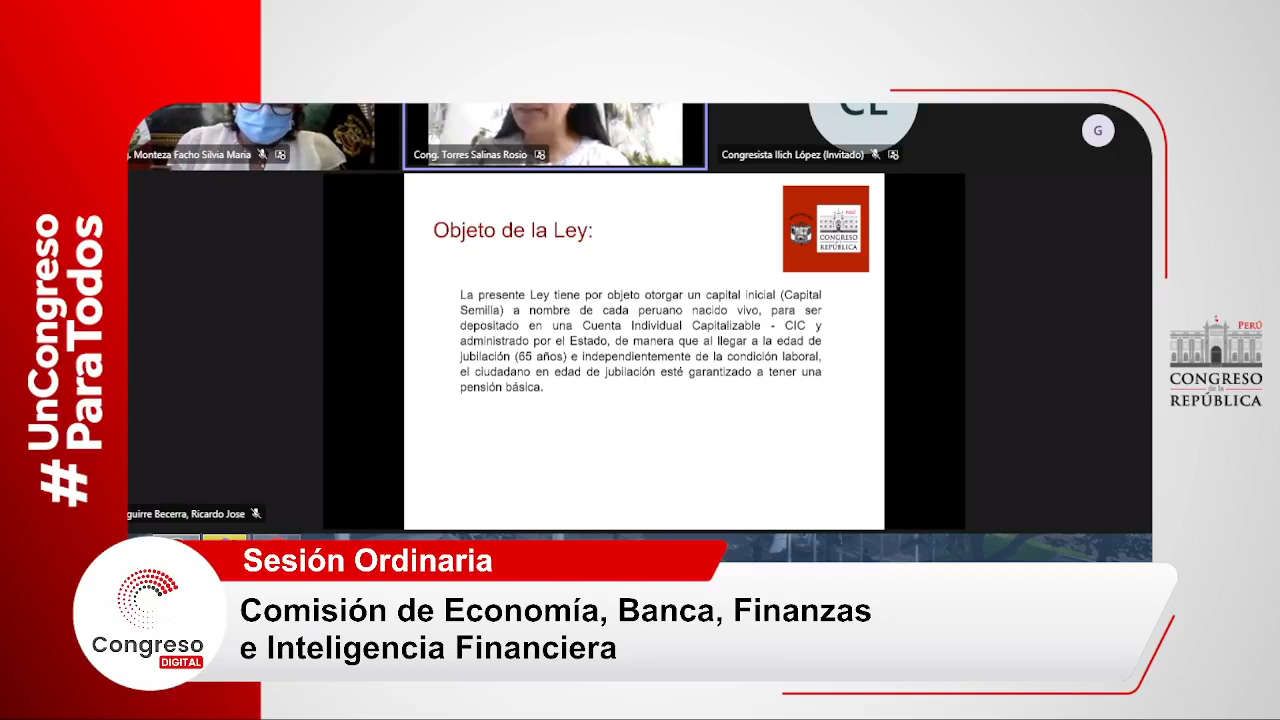 #UnCongreso
ParaTodos
Monteza Facho Silvia Maria
Cong. Torres Salinas Rosio
Congresista Ilich López (Invitado)
G
Objeto de la Ley:
PERÚ
CONGRESO
REPÚBLICA
La presente Ley tiene por objeto otorgar un capital inicial (Capital
Semilla) a nombre de cada peruano nacido vivo, para ser
depositado en una Cuenta Individual Capitalizable - CIC y
administrado por el Estado, de manera que al llegar a la edad de
jubilación (65 años) e independientemente de la condición laboral,
el ciudadano en edad de jubilación esté garantizado a tener una
pensión básica.
PERÚ
CONGRESO
de la
REPÚBLICA
guirre Becerra, Ricardo Jose
Sesión Ordinaria
Comisión de Economía, Banca, Finanzas
e Inteligencia Financiera
Congreso
DIGITAL